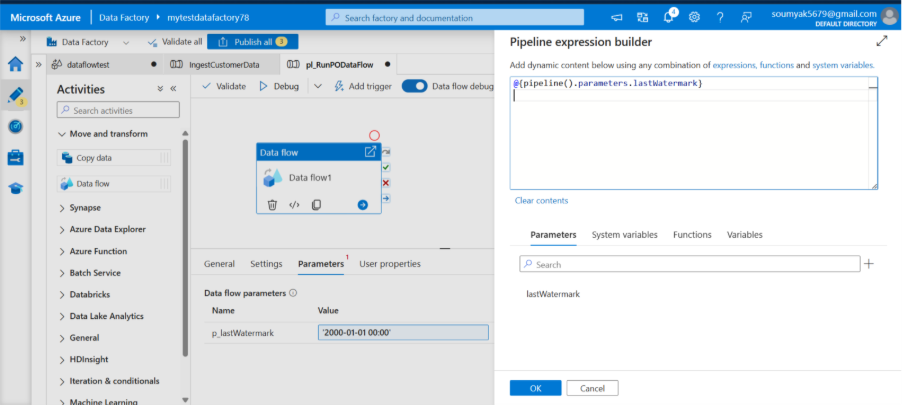 Microsoft Azure
Data Factory
mytestdatafactory78
Search factory and documentation
4
soumyak5679@gmail.com
DEFAULT DIRECTORY
Data Factory
Validate all
Publish all 3
dataflowtest
IngestCustomerData
pl_RunPODataFlow
3
Activities
Search activities
Move and transform
Copy data
Data flow
Synapse
Azure Data Explorer
Azure Function
Batch Service
Databricks
Data Lake Analytics
General
HDInsight
Iteration & conditionals
Machine Learning
Validate
Debug
Add trigger
Data flow debug
Data flow
Data flow1
General
Settings
Parameters 1
User properties
Data flow parameters
Name
Value
p_lastWatermark
'2000-01-01 00:00'
Pipeline expression builder
Add dynamic content below using any combination of expressions, functions and system variables.
@{pipeline().parameters.lastWatermark}
Clear contents
Parameters
System variables
Functions
Variables
Search
lastWatermark
OK
Cancel